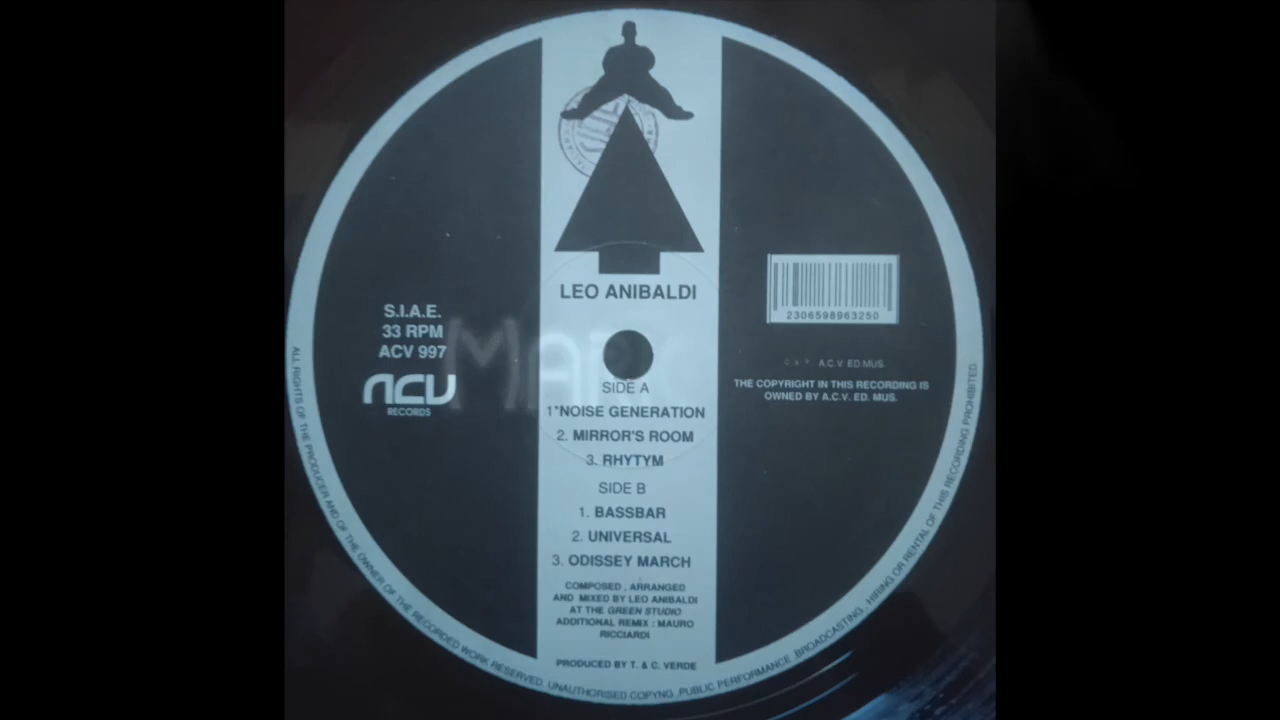 LEO ANIBALDI
S.I.A.E.
33 RPM
ACV 997
ACV
RECORDS
SIDE A
1"NOISE GENERATION
2. MIRROR'S ROOM
3. RHYTYM
SIDE B
1. BASSBAR
2. UNIVERSAL
3. ODISSEY MARCH
COMPOSED , ARRANGED
AND MIXED BY LEO ANIBALDI
AT THE GREEN STUDIO
ADDITIONAL REMIX : MAURO
RICCIARDI
PRODUCED BY T. & C. VERDE
2306598963250
A.C.V. ED.MUS.
THE COPYRIGHT IN THIS RECORDING IS
OWNED BY A.C.V. ED. MUS.
ALL RIGHTS OF THE PRODUCER AND OF THE OWNER OF THE RECORDED WORK RESERVED. UNAUTHORISED COPYNG ,PUBLIC PERFORMANCE ,BROADCASTING , HIRING OR RENTAL OF THIS RECORDING PROHIBITED.